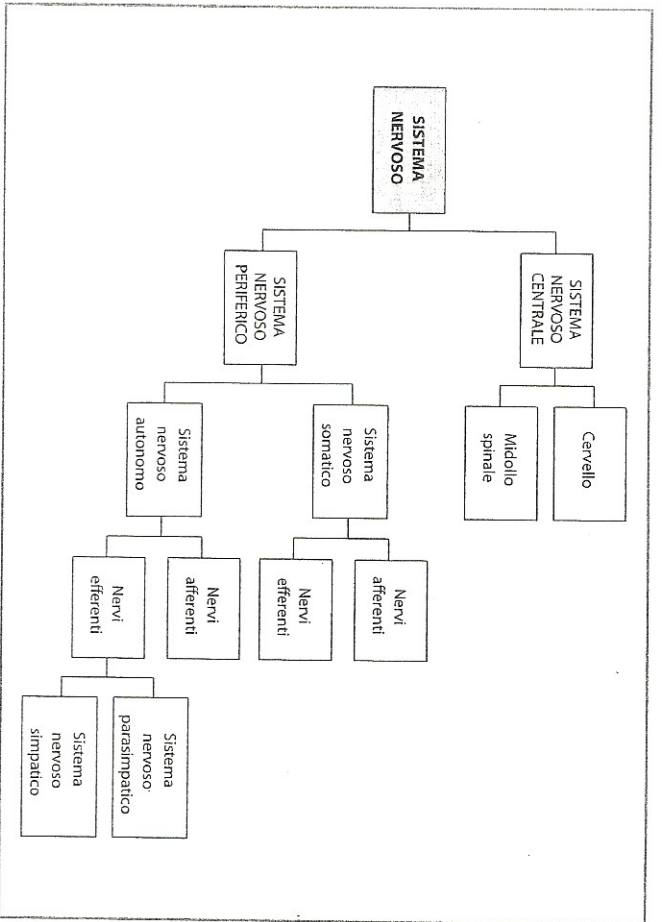 SISTEMA
NERVOSO
SISTEMA
NERVOSO
CENTRALE
Cervello
Midollo
spinale
SISTEMA
NERVOSO
PERIFERICO
Sistema
nervoso
somatico
Nervi
afferenti
Nervi
efferenti
Sistema
nervoso
autonomo
Nervi
afferenti
Nervi
efferenti
Sistema
nervoso
parasimpatico
Sistema
nervoso
simpatico